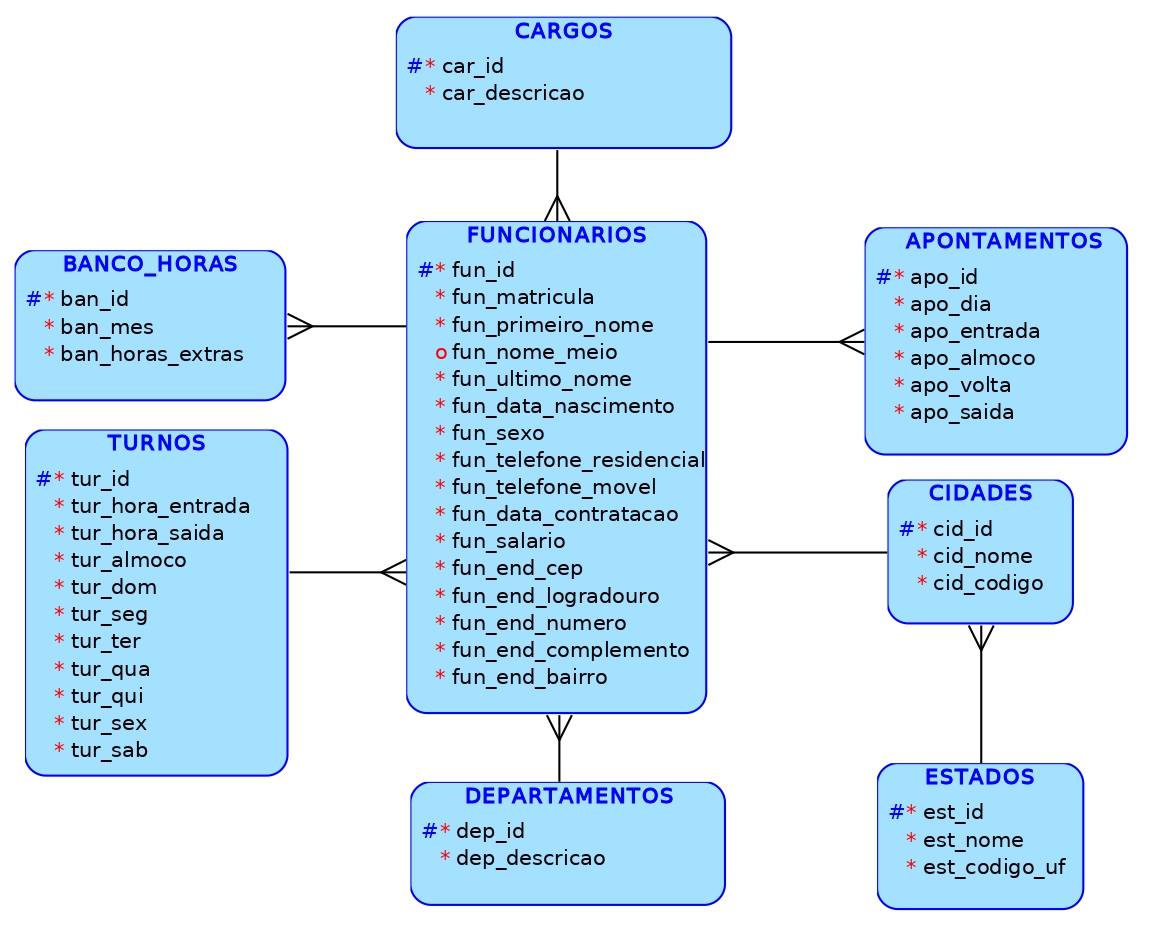 CARGOS
#* car_id
* car_descricao
FUNCIONARIOS
#* fun_id
* fun_matricula
* fun_primeiro_nome
o fun_nome_meio
* fun_ultimo_nome
* fun_data_nascimento
* fun_sexo
* fun_telefone_residencial
* fun_telefone_movel
* fun_data_contratacao
* fun_salario
* fun_end_cep
* fun_end_logradouro
* fun_end_numero
* fun_end_complemento
* fun_end_bairro
BANCO_HORAS
#* ban_id
* ban_mes
* ban_horas_extras
APONTAMENTOS
#* apo_id
* apo_dia
* apo_entrada
* apo_almoco
* apo_volta
* apo_saida
TURNOS
#* tur_id
* tur_hora_entrada
* tur_hora_saida
* tur_almoco
* tur_dom
* tur_seg
* tur_ter
* tur_qua
* tur_qui
* tur_sex
* tur_sab
CIDADES
#* cid_id
* cid_nome
* cid_codigo
DEPARTAMENTOS
#* dep_id
* dep_descricao
ESTADOS
#* est_id
* est_nome
* est_codigo_uf